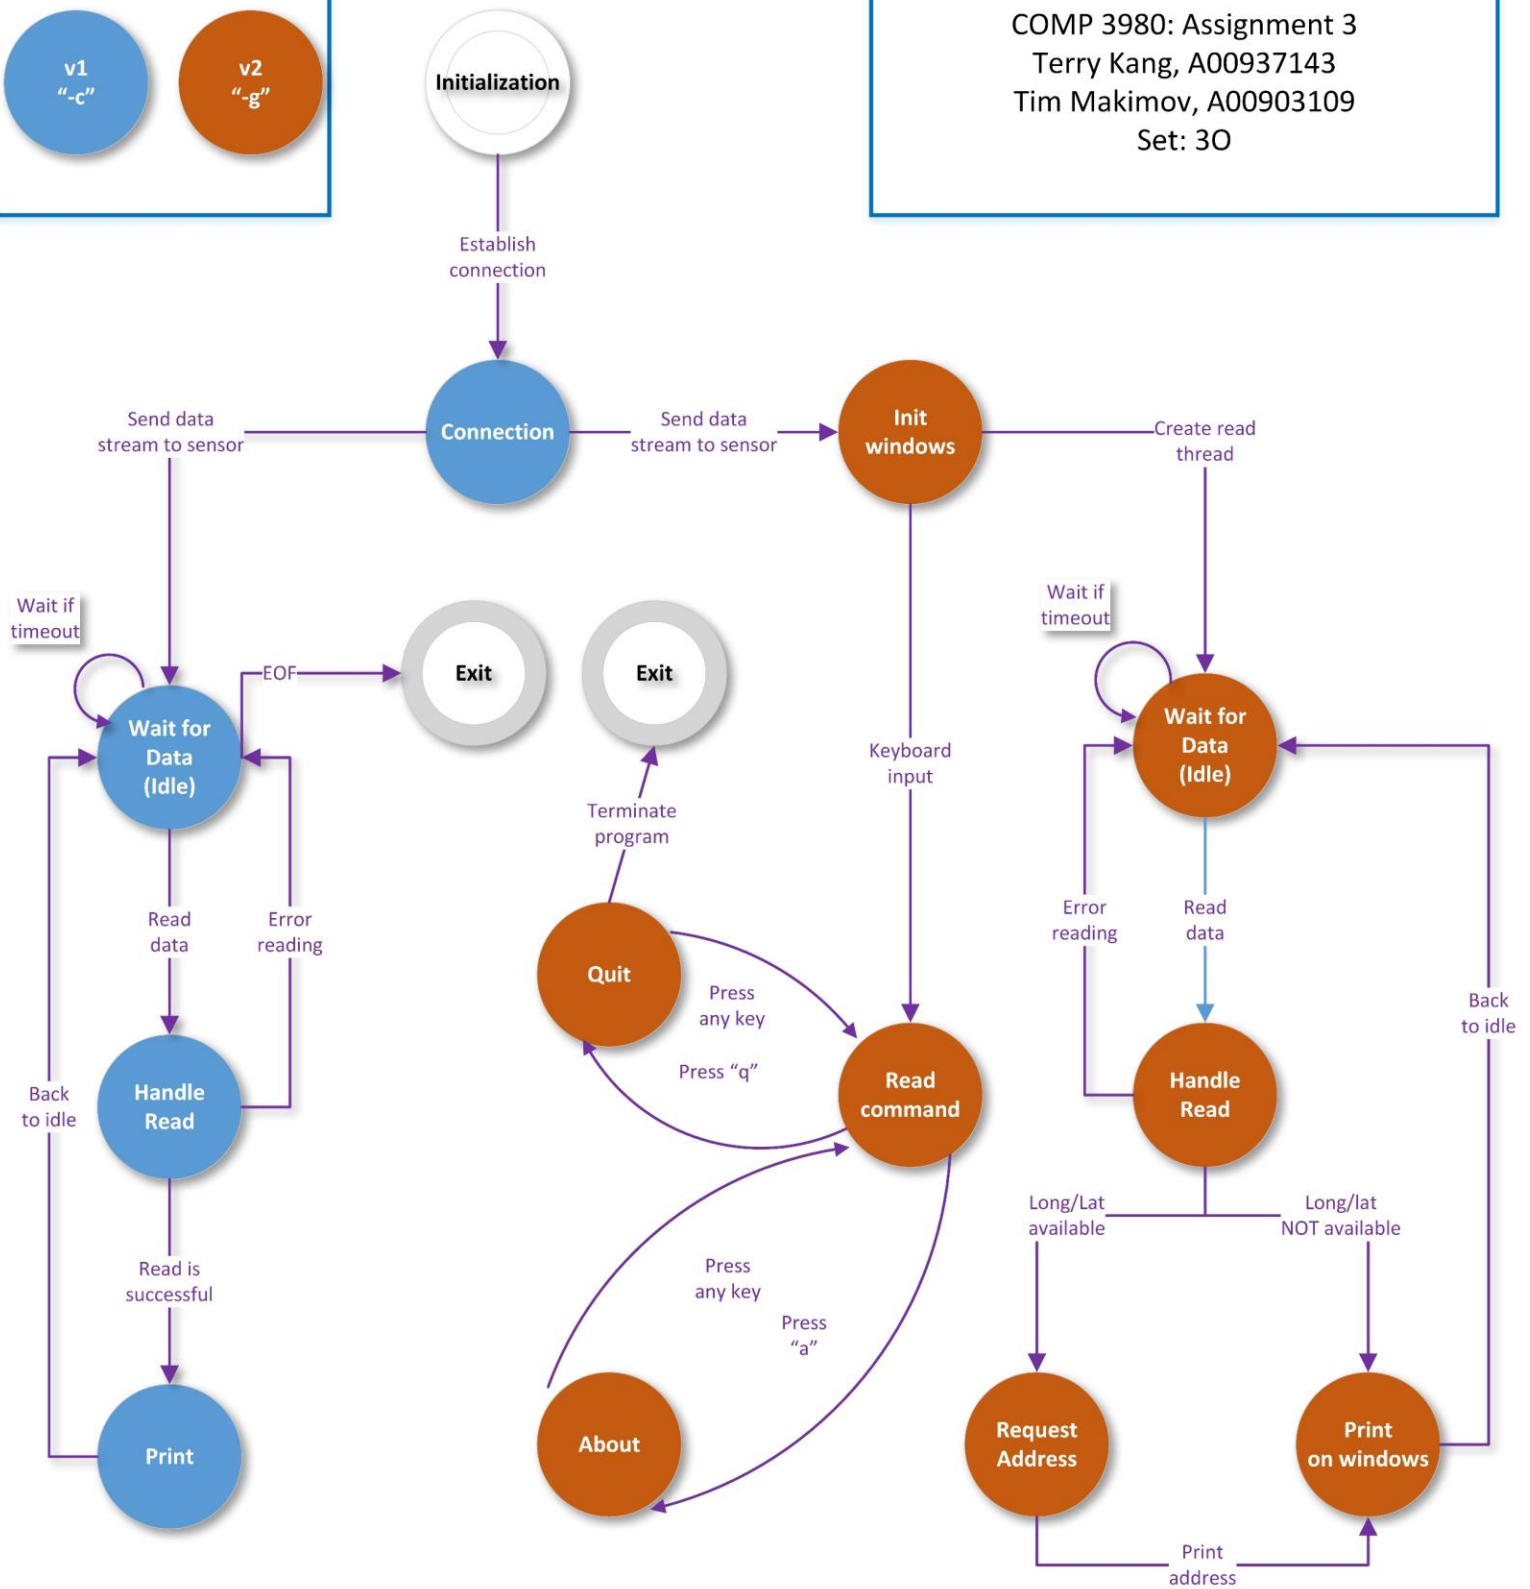 v1
“-c”
v2
“-g”
Initialization
COMP 3980: Assignment 3
Terry Kang, A00937143
Tim Makimov, A00903109
Set: 3O
Establish
connection
Send data
stream to sensor
Connection
Send data
stream to sensor
Init
windows
Create read
thread
Wait if
timeout
EOF
Exit
Exit
Wait if
timeout
Wait for
Data
(Idle)
Wait for
Data
(Idle)
Keyboard
input
Terminate
program
Read
data
Error
reading
Quit
Press
any key
Press “q”
Error
reading
Read
data
Back
to idle
Back
to idle
Handle
Read
Read
command
Handle
Read
Long/Lat
available
Long/lat
NOT available
Read is
successful
Press
any key
Press
“a”
Print
About
Request
Address
Print
on windows
Print
address